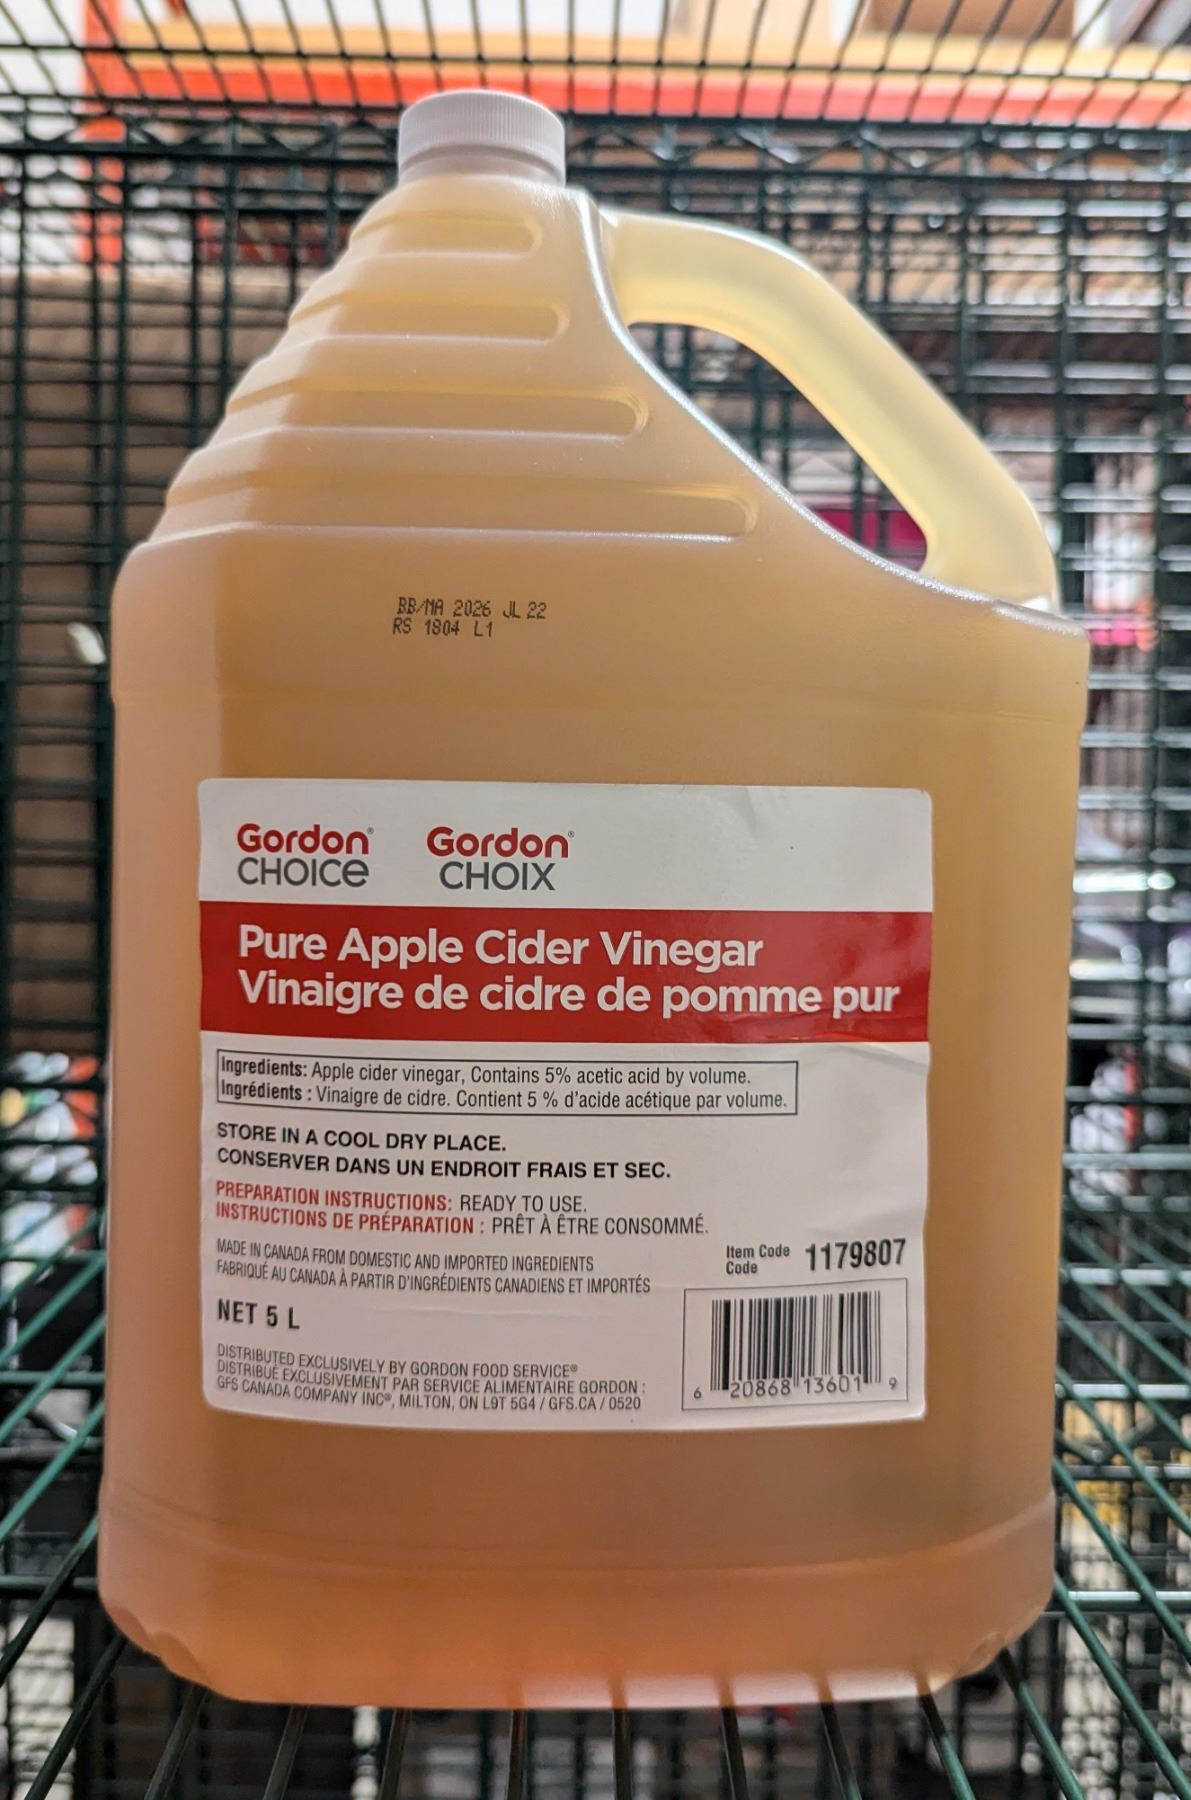 BB/MA 2026 JL 22
RS 1804 L1
Gordon® Gordon®
CHOICe CHOIX
Pure Apple Cider Vinegar
Vinaigre de cidre de pomme pur
Ingredients: Apple cider vinegar, Contains 5% acetic acid by volume.
Ingrédients : Vinaigre de cidre. Contient 5 % d'acide acétique par volume.
STORE IN A COOL DRY PLACE.
CONSERVER DANS UN ENDROIT FRAIS ET SEC.
PREPARATION INSTRUCTIONS: READY TO USE.
INSTRUCTIONS DE PRÉPARATION : PRÊT À ÊTRE CONSOMMÉ.
MADE IN CANADA FROM DOMESTIC AND IMPORTED INGREDIENTS
FABRIQUÉ AU CANADA À PARTIR D'INGRÉDIENTS CANADIENS ET IMPORTÉS
NET 5 L
DISTRIBUTED EXCLUSIVELY BY GORDON FOOD SERVICE®
DISTRIBUÉ EXCLUSIVEMENT PAR SERVICE ALIMENTAIRE GORDON :
GFS CANADA COMPANY INC®, MILTON, ON L9T 5G4 / GFS.CA / 0520
Item Code 1179807
Code
6 20868 13601 9